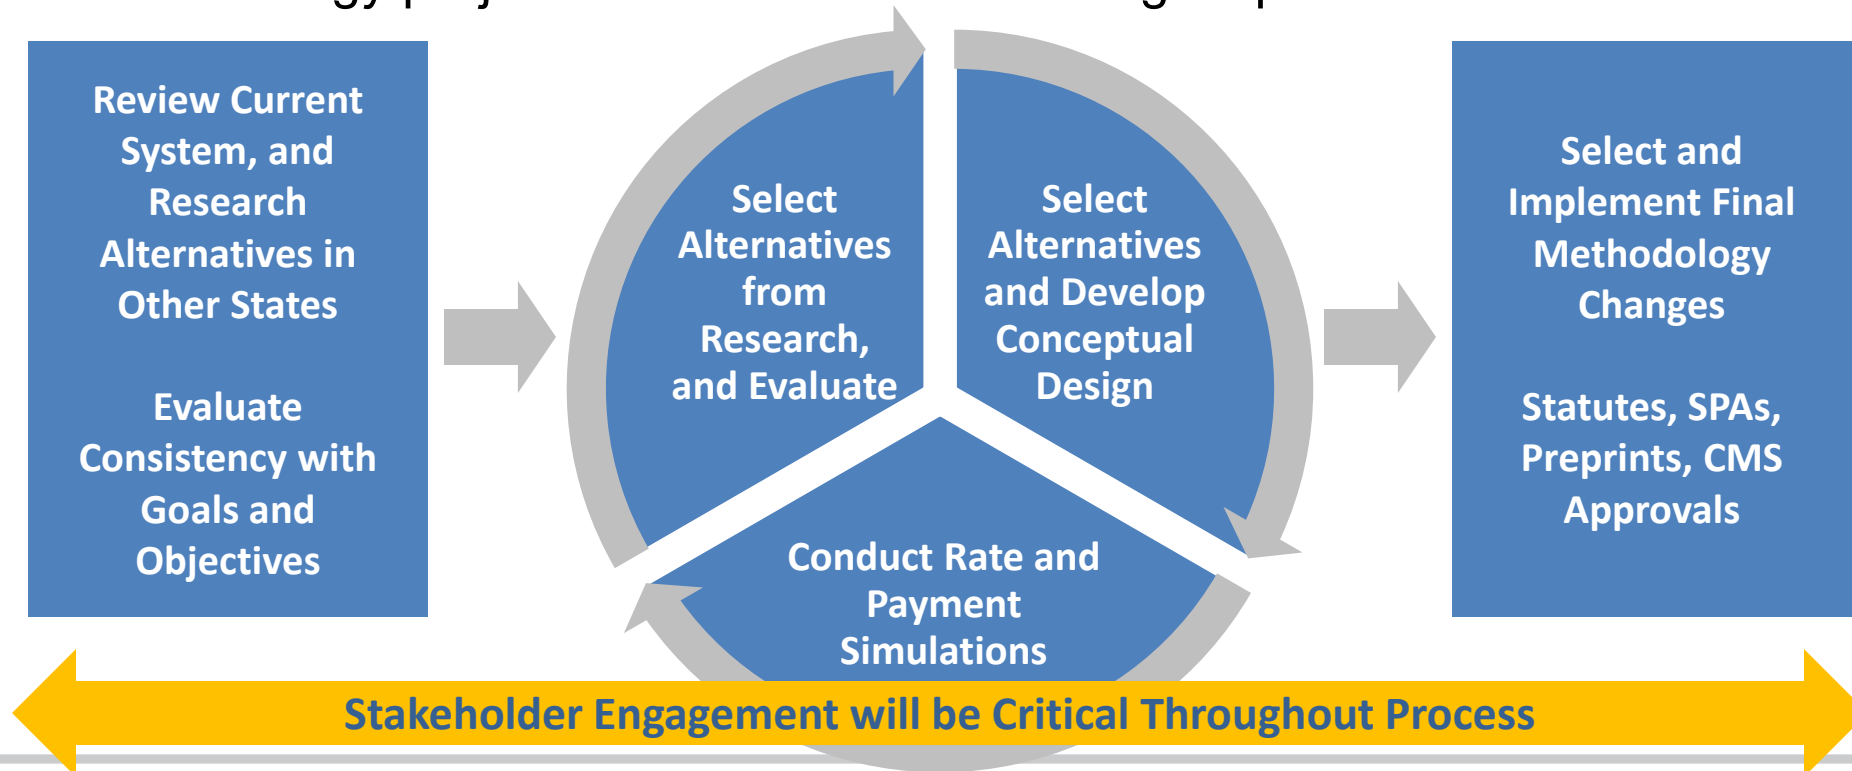 Review Current
System, and
Research
Alternatives in
Other States
Evaluate
Consistency with
Goals and
Objectives
Select
Alternatives
from
Research,
and Evaluate
Select
Alternatives
and Develop
Conceptual
Design
Conduct Rate and
Payment
Simulations
Select and
Implement Final
Methodology
Changes
Statutes, SPAs,
Preprints, CMS
Approvals
Stakeholder Engagement will be Critical Throughout Process